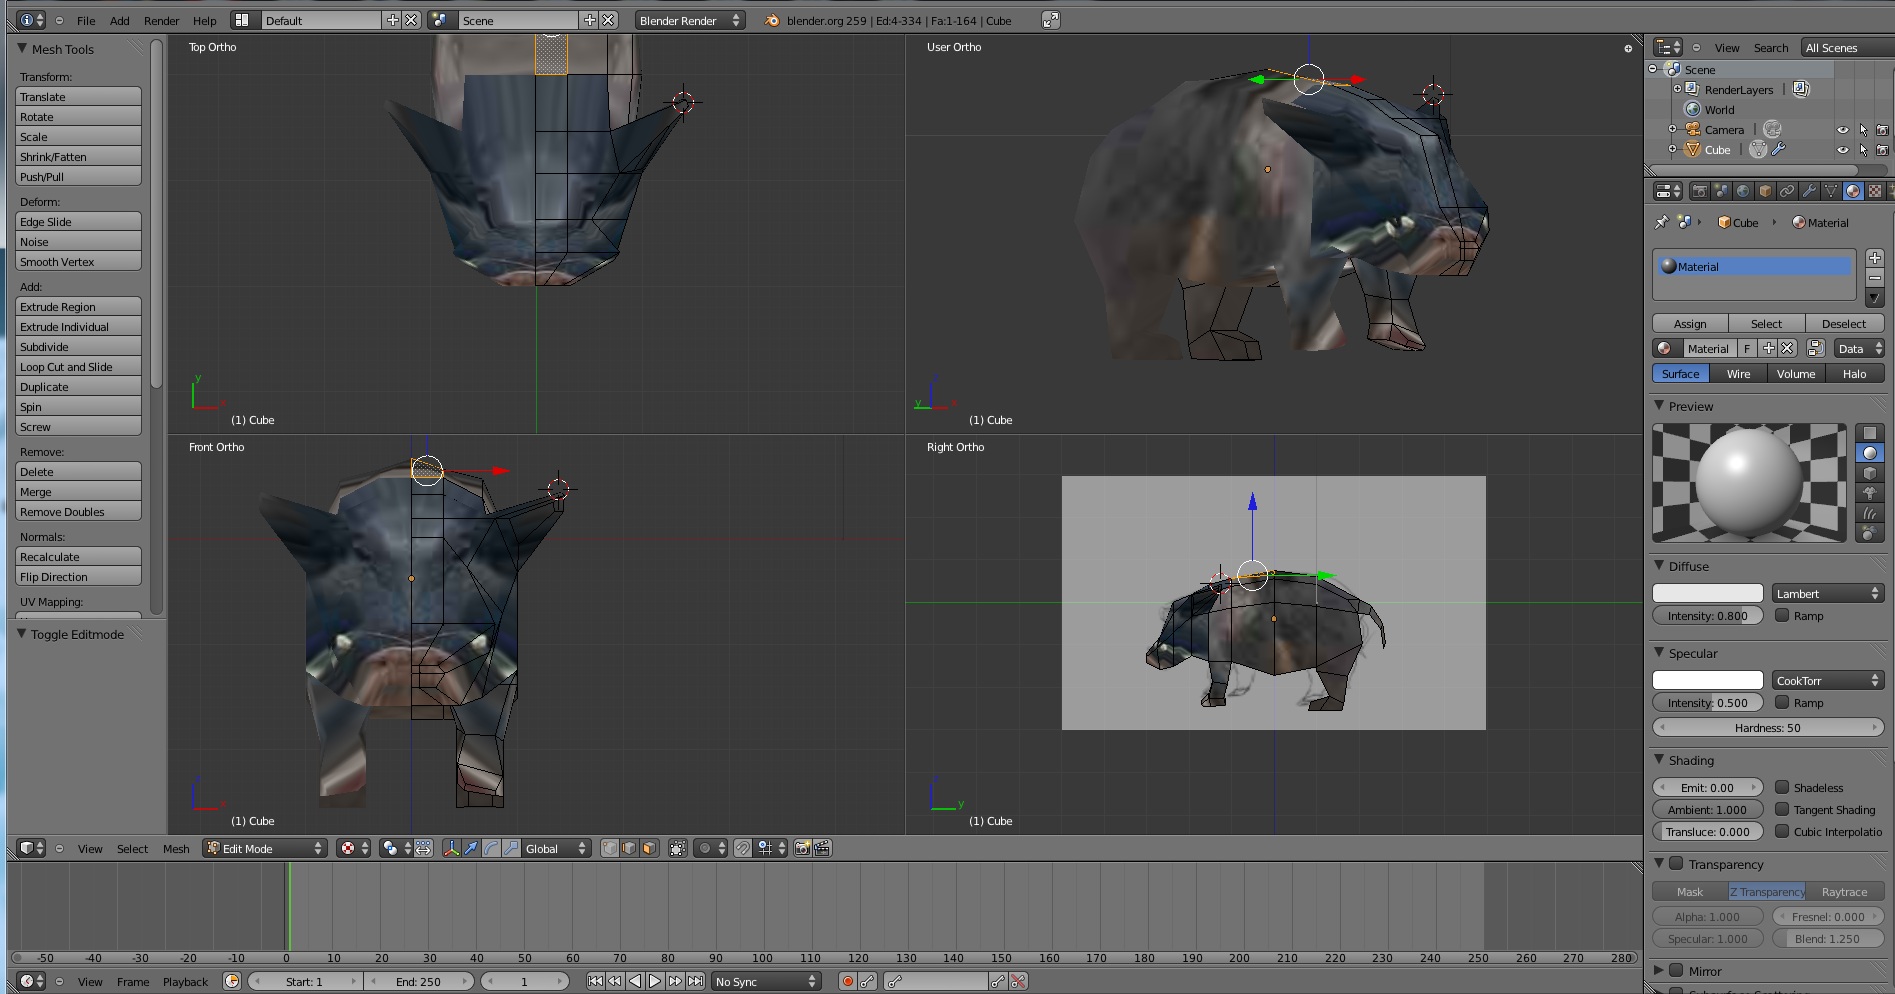 File Add Render Help Default Scene Blender Render blender.org 259 | Ed:4-334 | Fa:1-164 | Cube
Mesh Tools
Transform:
Translate
Rotate
Scale
Shrink/Fatten
Push/Pull
Deform:
Edge Slide
Noise
Smooth Vertex
Add:
Extrude Region
Extrude Individual
Subdivide
Loop Cut and Slide
Duplicate
Spin
Screw
Remove:
Delete
Merge
Remove Doubles
Normals:
Recalculate
Flip Direction
UV Mapping:
Toggle Editmode
Top Ortho
y
x
(1) Cube
User Ortho
z
y x
(1) Cube
Front Ortho
z
x
(1) Cube
Right Ortho
z
y
(1) Cube
View Select Mesh Edit Mode Global
-50 -40 -30 -20 -10 0 10 20 30 40 50 60 70 80 90 100 110 120 130 140 150 160 170 180 190 200 210 220 230 240 250 260 270 280
View Frame Playback Start: 1 End: 250 1 No Sync
View Search All Scenes
Scene
RenderLayers
World
Camera
Cube
Cube Material
Material
Assign Select Deselect
Material F Data
Surface Wire Volume Halo
Preview
Diffuse
Lambert
Intensity: 0.800 Ramp
Specular
CookTorr
Intensity: 0.500 Ramp
Hardness: 50
Shading
Emit: 0.00 Shadeless
Ambient: 1.000 Tangent Shading
Transluce: 0.000 Cubic Interpolatio
Transparency
Mask Z Transparency Raytrace
Alpha: 1.000 Fresnel: 0.000
Specular: 1.000 Blend: 1.250
Mirror